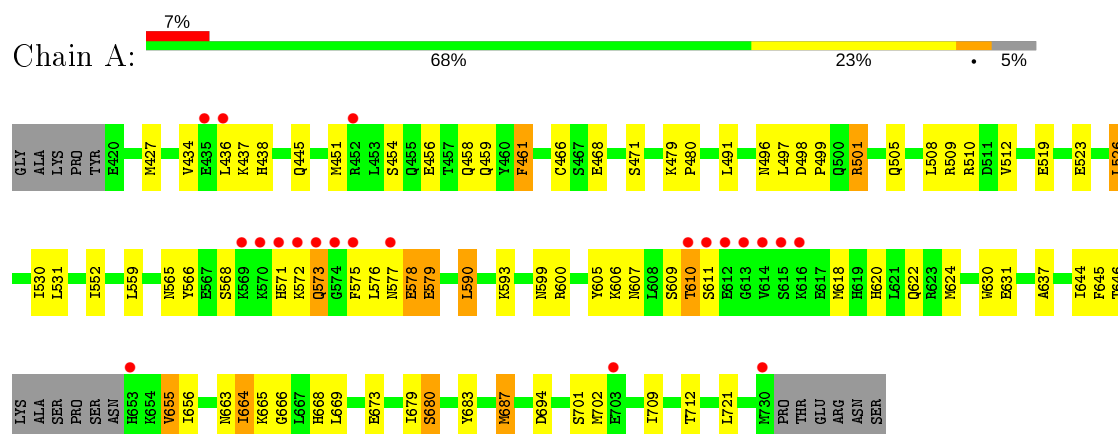 7%
Chain A:
68% 23% • 5%
GLY ALA LYS PRO TYR E420 M427 V434 E435 L436 K437 H438 Q445 M451 R452 L453 S454 Q455 E456 T457 Q458 Q459 Y460 F461 C466 S467 E468 S471 K479 P480 L491 N496 L497 D498 P499 Q500 R501 Q505 L508 R509 R510 D511 V512 E519 E523 L526
I530 L531 I552 L559 N565 Y566 E567 S568 K569 K570 H571 K572 Q573 G574 F575 L576 N577 E578 E579 L590 K593 N599 R600 Y605 K606 N607 L608 S609 T610 S611 E612 G613 V614 S615 K616 E617 M618 H619 H620 L621 Q622 R623 M624 W630 E631 A637 I644 F645 T646
LYS ALA SER PRO SER ASN H653 K654 V655 I656 N663 I664 K665 G666 L667 H668 L669 E673 I679 S680 Y683 M687 D694 S701 M702 E703 I709 T712 L721 M730 PRO THR GLU ARG ASN SER